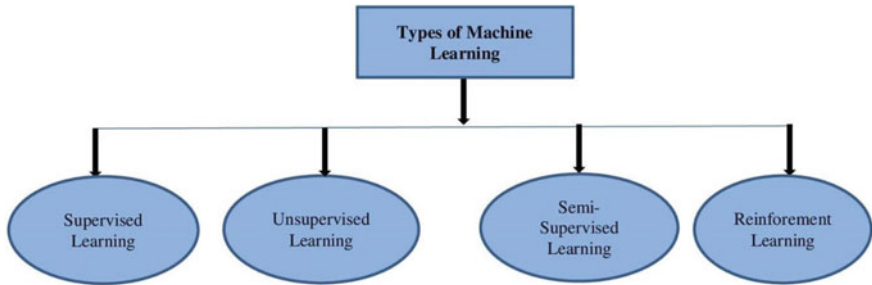 Types of Machine
Learning
Supervised
Learning
Unsupervised
Learning
Semi-
Supervised
Learning
Reinforement
Learning